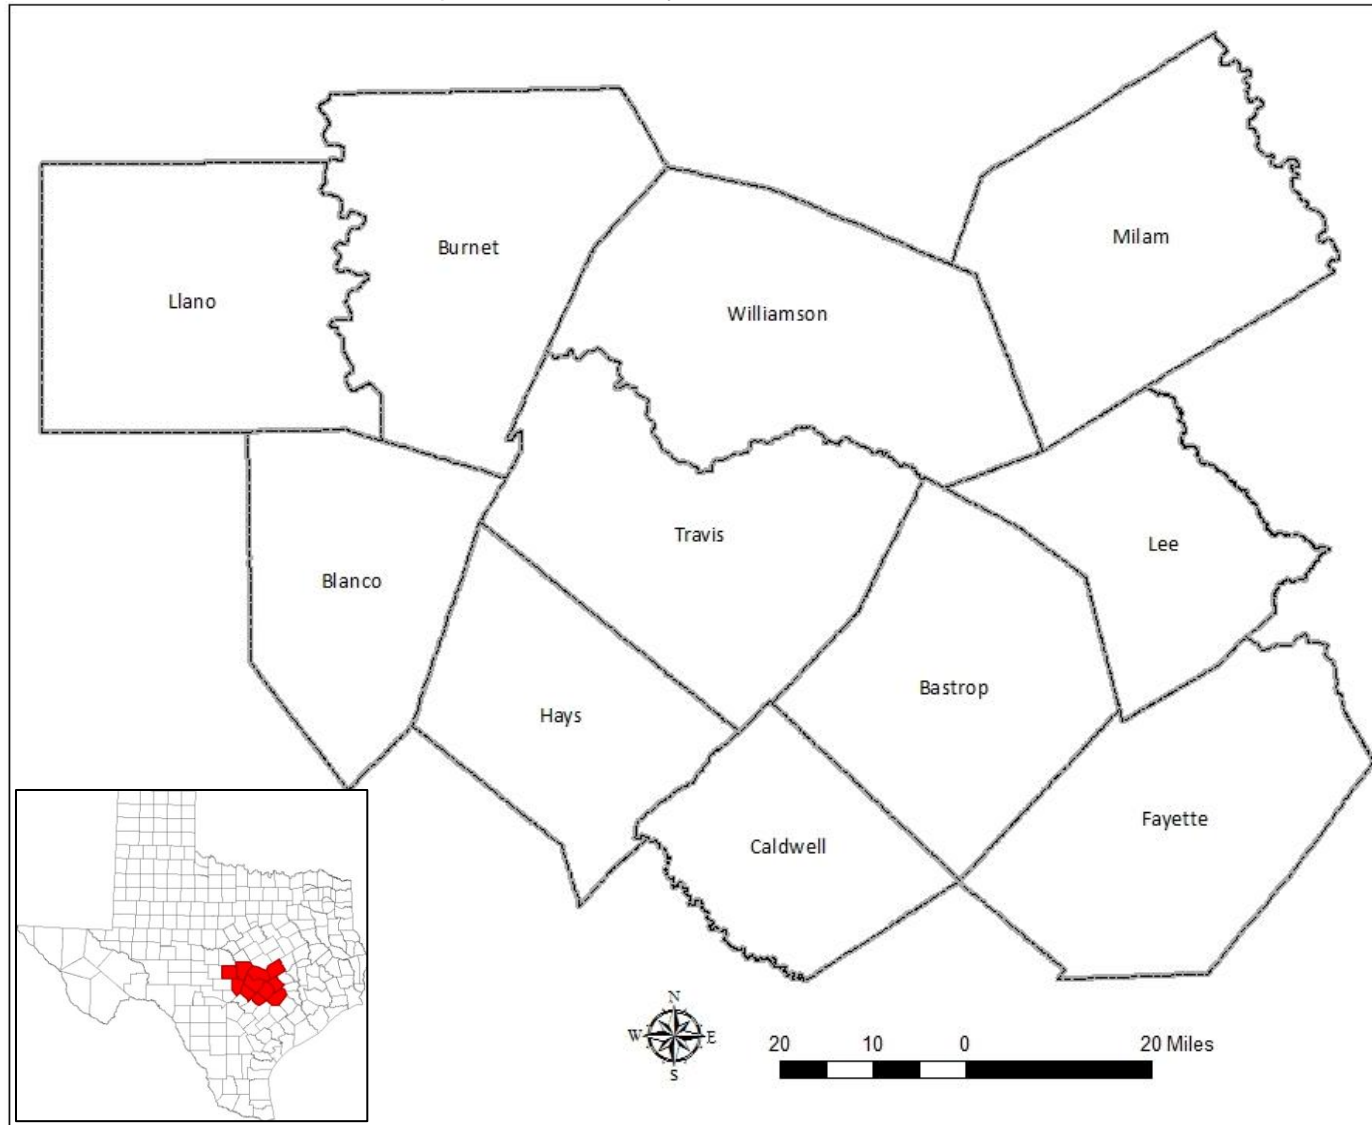 Burnet
Milam
Llano
Williamson
Travis
Lee
Blanco
Bastrop
Hays
Fayette
Caldwell
N
W E
S
20 10 0 20 Miles